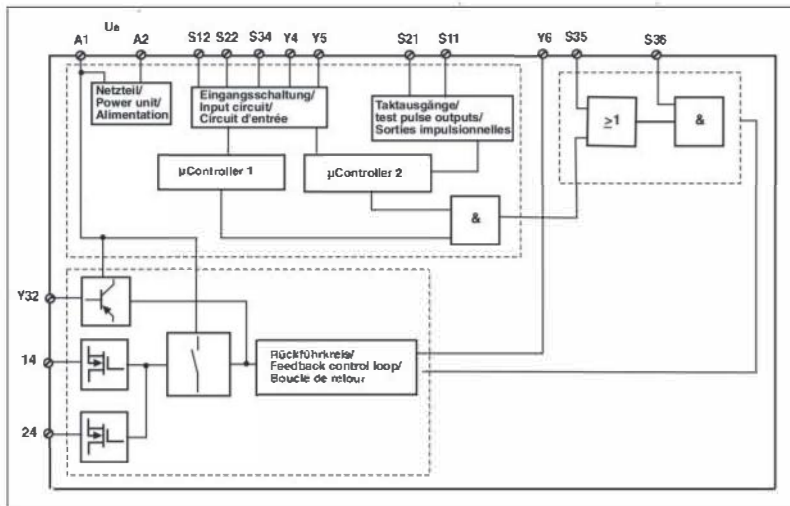 Ue
A1 A2 S12 S22 S34 Y4 Y5 S21 S11 Y6 S35 S36
Netzteil/
Power unit/
Alimentation
Eingangsschaltung/
Input circuit/
Circuit d'entrée
Taktausgänge/
test pulse outputs/
Sorties impulsionnelles
≥1
&
µController 1
µController 2
&
Y32
14
24
Rückführkreis/
Feedback control loop/
Boucle de retour